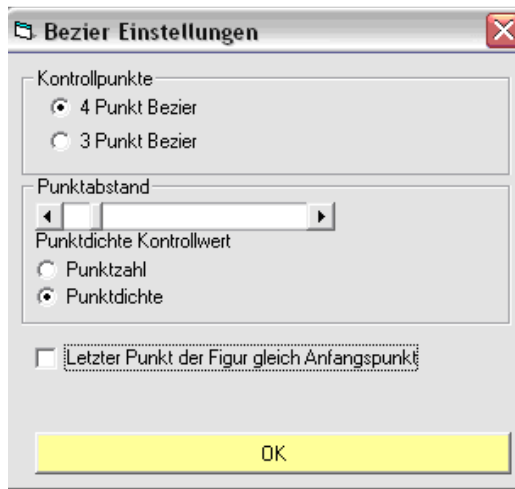 Bezier Einstellungen
Kontrollpunkte
4 Punkt Bezier
3 Punkt Bezier
Punktabstand
Punktdichte Kontrollwert
Punktzahl
Punktdichte
Letzter Punkt der Figur gleich Anfangspunkt
OK